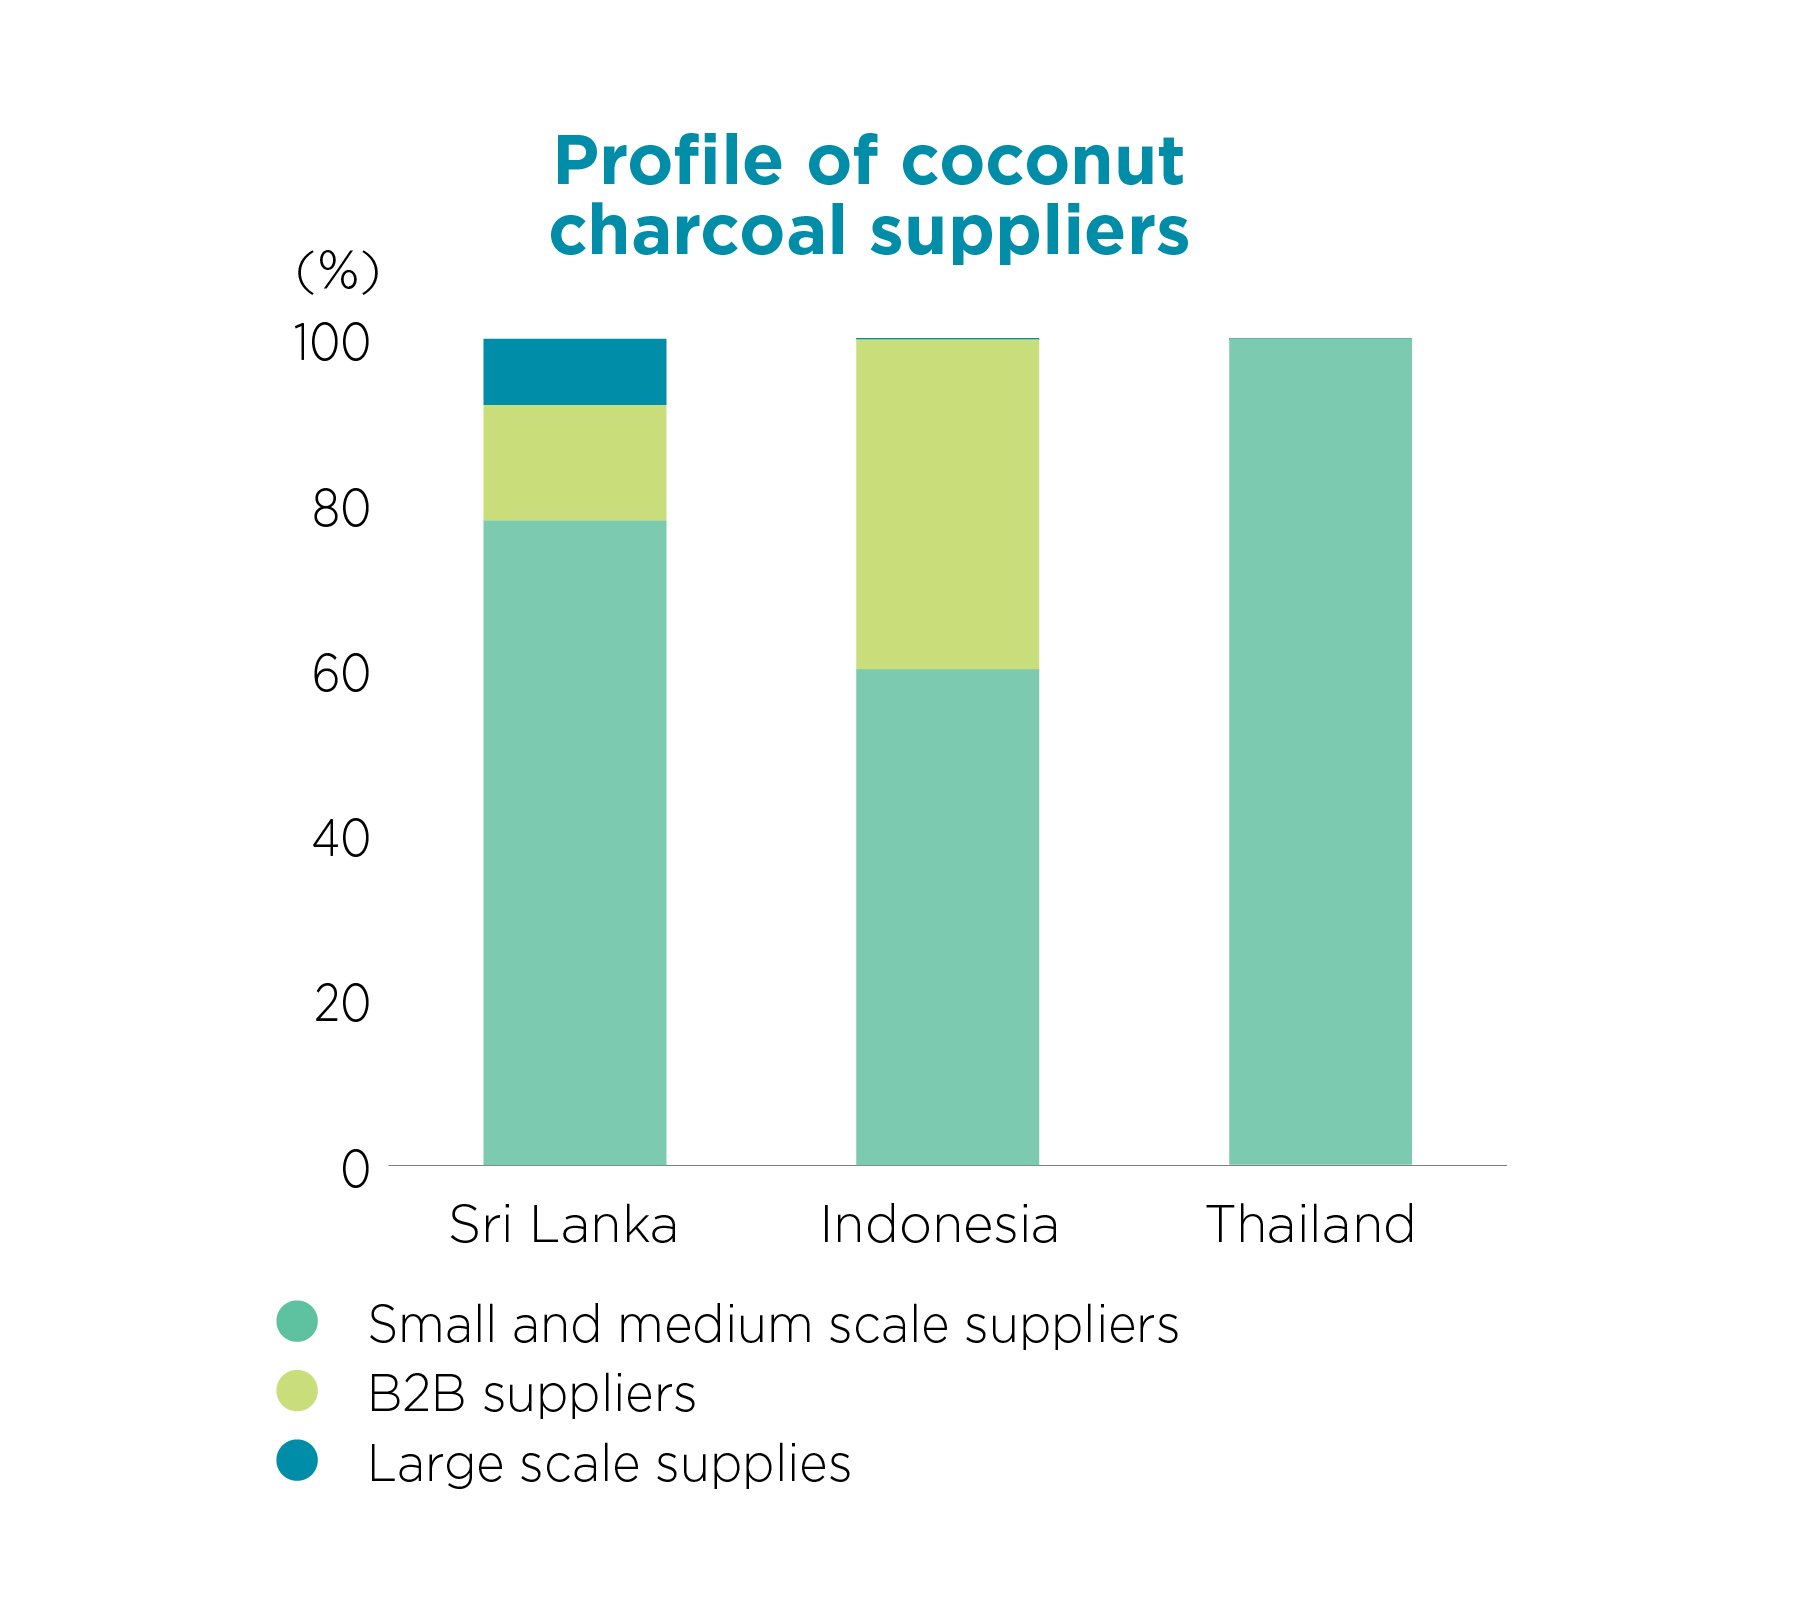 Profile of coconut
charcoal suppliers
(%)
100
80
60
40
20
0
Sri Lanka
Indonesia
Thailand
Small and medium scale suppliers
B2B suppliers
Large scale supplies